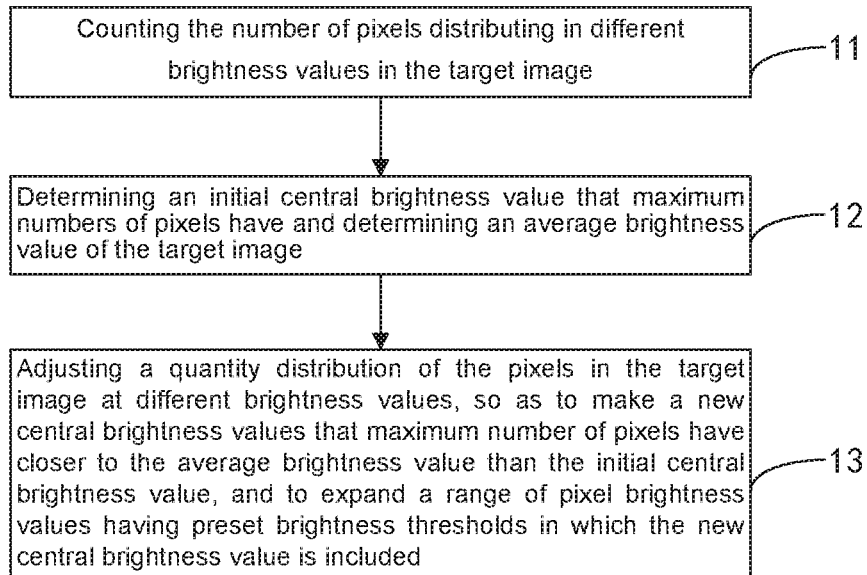 Counting the number of pixels distributing in different
brightness values in the target image
11
Determining an initial central brightness value that maximum
numbers of pixels have and determining an average brightness
value of the target image
12
Adjusting a quantity distribution of the pixels in the target
image at different brightness values, so as to make a new
central brightness values that maximum number of pixels have
closer to the average brightness value than the initial central
brightness value, and to expand a range of pixel brightness
values having preset brightness thresholds in which the new
central brightness value is included
13